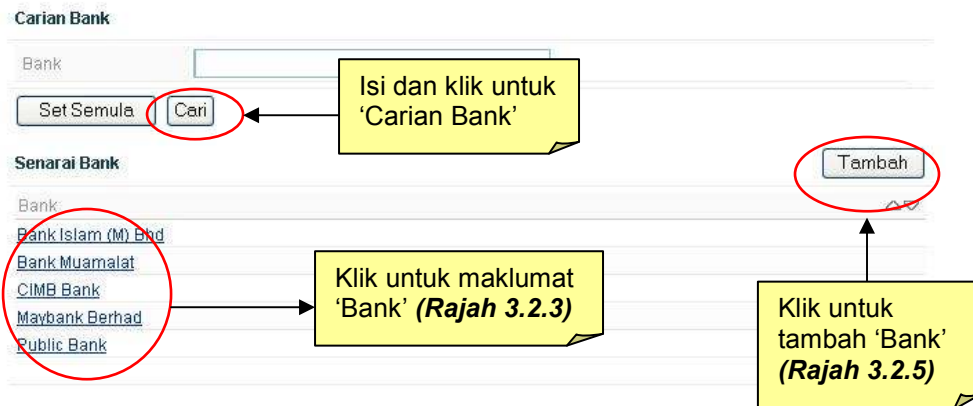 Carian Bank
Bank
Isi dan klik untuk
‘Carian Bank’
Set Semula Cari
Senarai Bank
Tambah
Bank
Bank Islam (M) Bhd
Bank Muamalat
CIMB Bank
Maybank Berhad
Public Bank
Klik untuk maklumat
‘Bank’ (Rajah 3.2.3)
Klik untuk
tambah ‘Bank’
(Rajah 3.2.5)